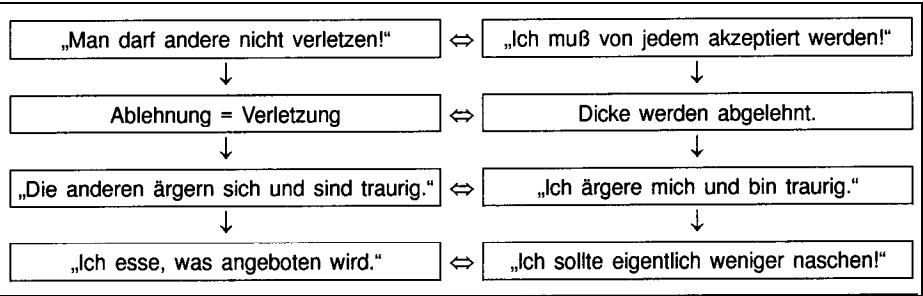 „Man darf andere nicht verletzen!“ ⇔ „Ich muß von jedem akzeptiert werden!“
↓ ↓
Ablehnung = Verletzung ⇔ Dicke werden abgelehnt.
↓ ↓
„Die anderen ärgern sich und sind traurig.“ ⇔ „Ich ärgere mich und bin traurig.“
↓ ↓
„Ich esse, was angeboten wird.“ ⇔ „Ich sollte eigentlich weniger naschen!“